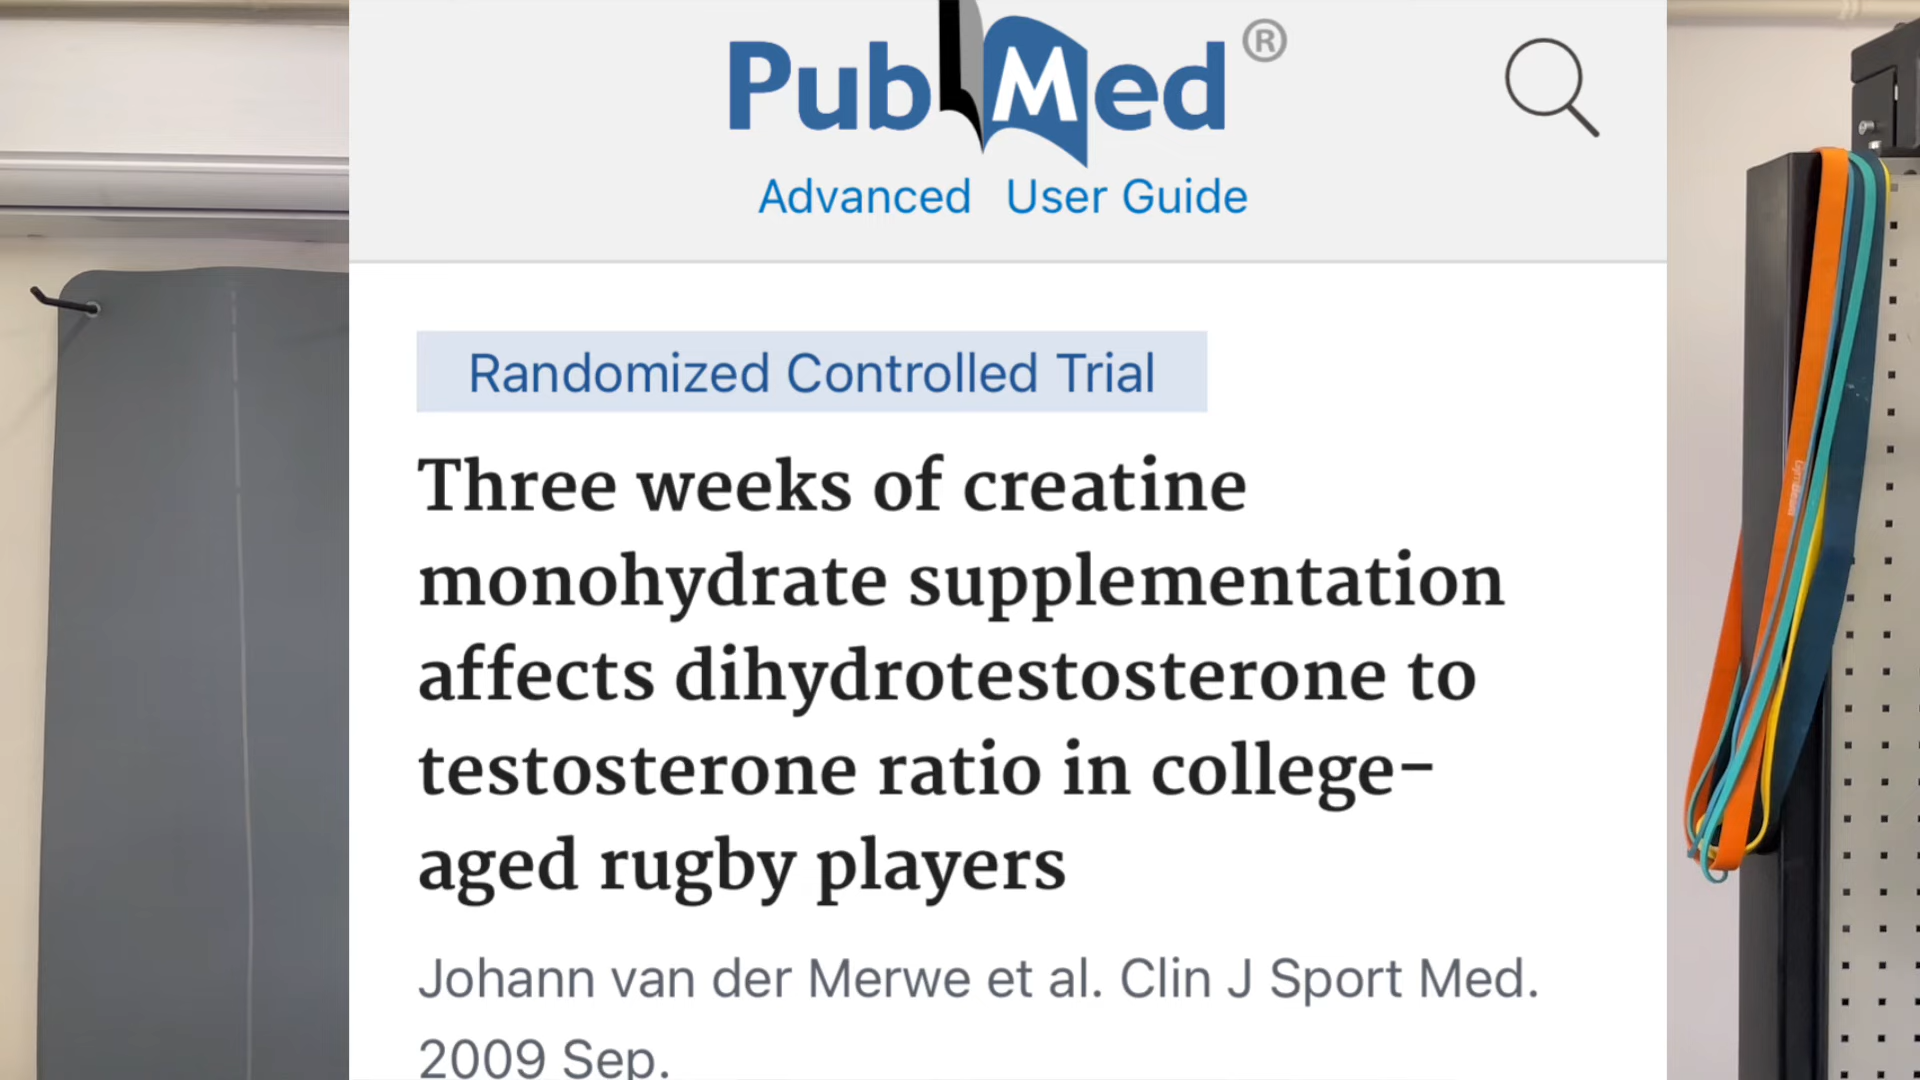 PubMed®
Advanced User Guide
Randomized Controlled Trial
Three weeks of creatine
monohydrate supplementation
affects dihydrotestosterone to
testosterone ratio in college-
aged rugby players
Johann van der Merwe et al. Clin J Sport Med.
2009 Sep.